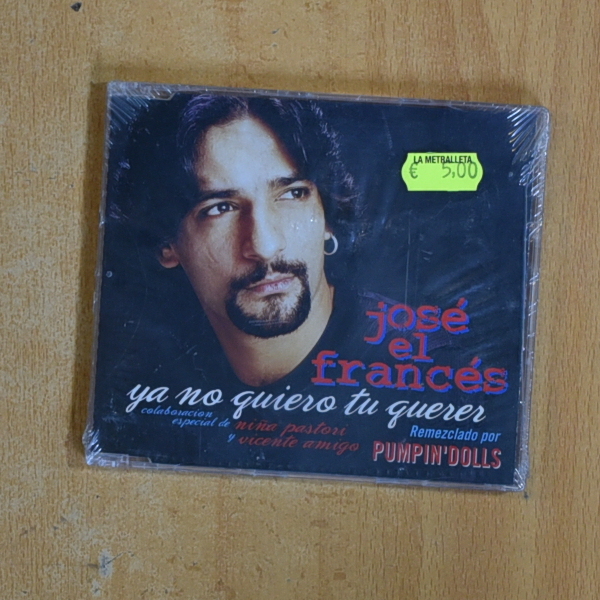 LA METRALLETA
€ 5,00
josé
el
francés
ya no quiero tu querer
colaboracion
especial de niña pastori
y vicente amigo
Remezclado por
PUMPIN'DOLLS